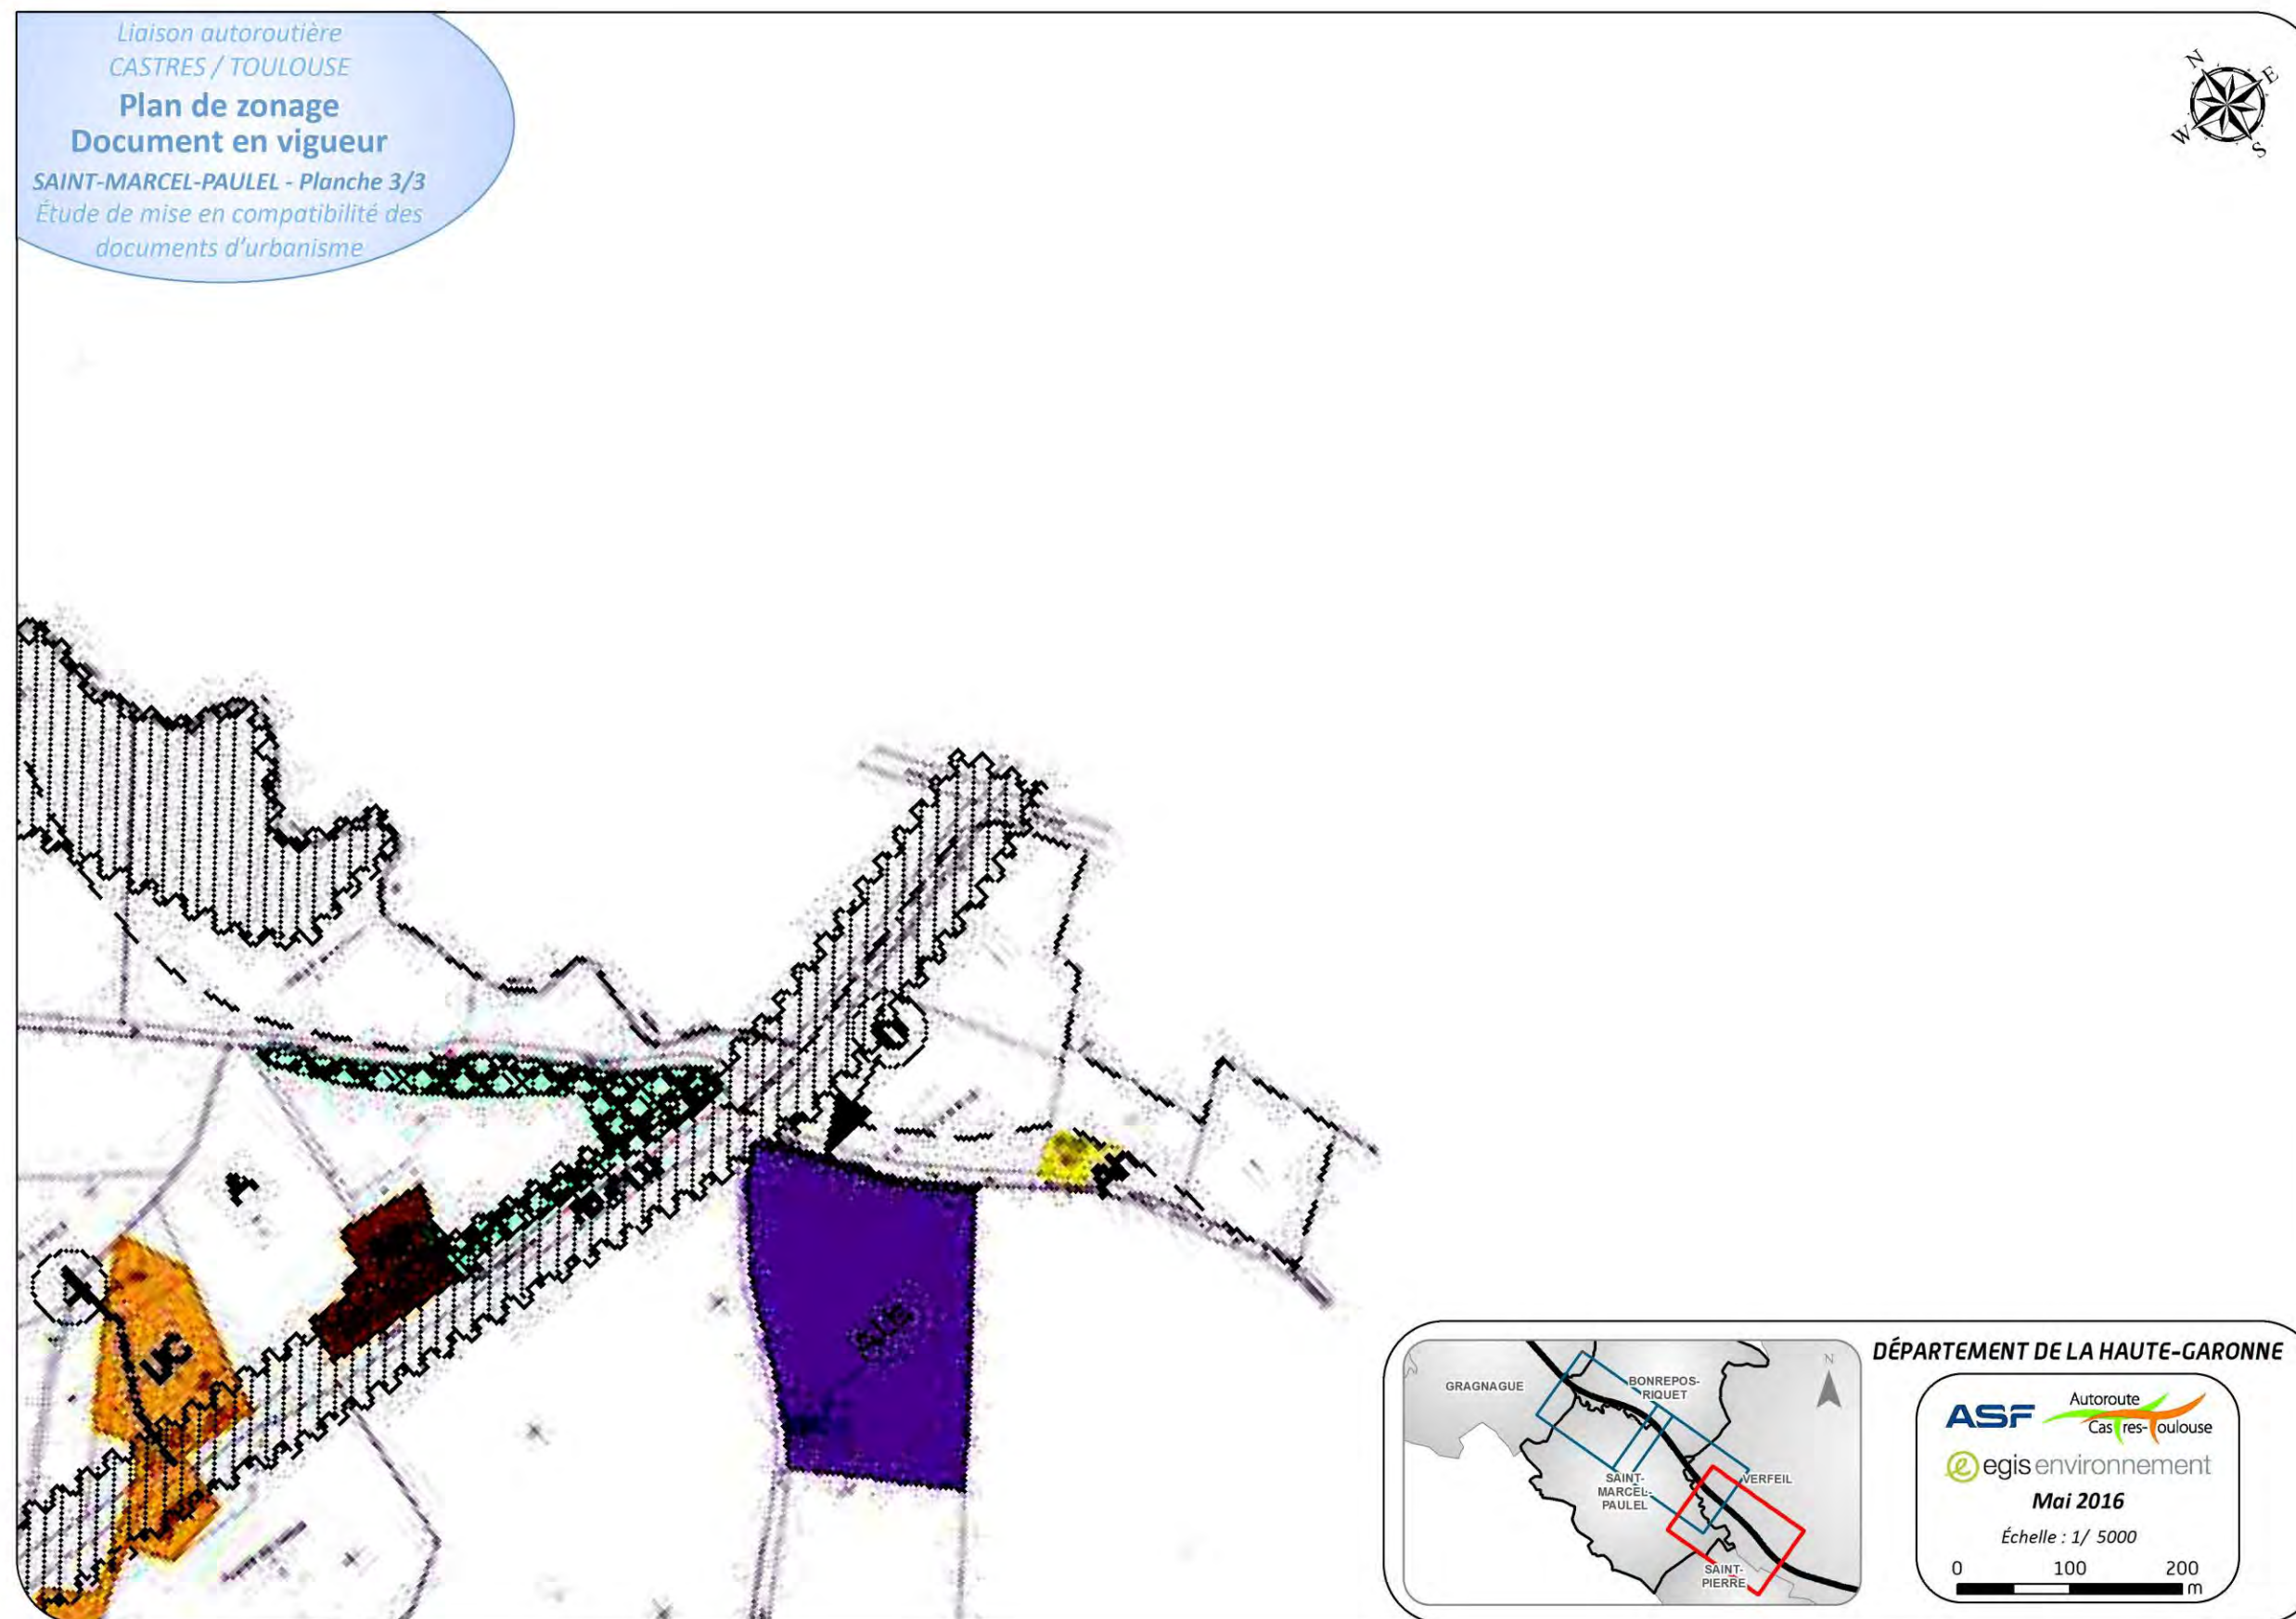 Liaison autoroutière
CASTRES / TOULOUSE
Plan de zonage
Document en vigueur
SAINT-MARCEL-PAULEL - Planche 3/3
Étude de mise en compatibilité des
documents d'urbanisme
N
E
W
S
UC
DÉPARTEMENT DE LA HAUTE-GARONNE
GRAGNAGUE
BONREPOS-
RIQUET
N
SAINT-
MARCEL-
PAULEL
VERFEIL
SAINT-
PIERRE
ASF
Autoroute
Castres-Toulouse
egis environnement
Mai 2016
Échelle : 1/ 5000
0 100 200
m